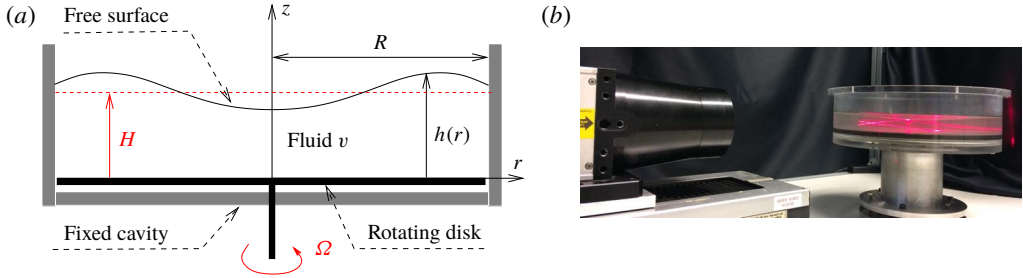 (a)
z
Free surface
R
H
Fluid ν
h(r)
r
Fixed cavity
Ω
Rotating disk
(b)